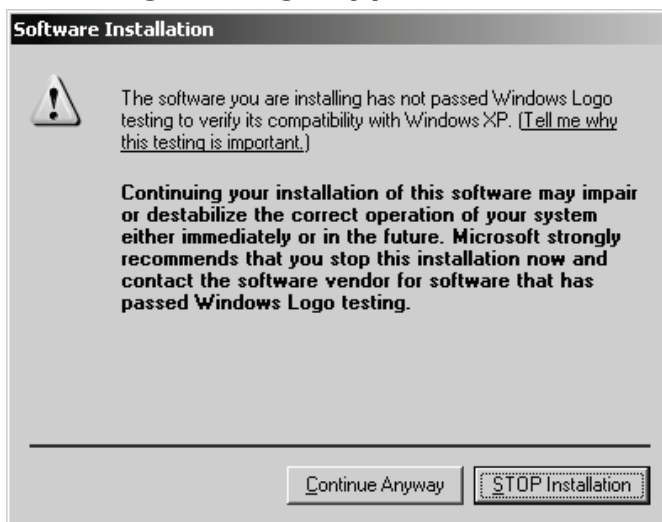 Software Installation
The software you are installing has not passed Windows Logo
testing to verify its compatibility with Windows XP. (Tell me why
this testing is important.)
Continuing your installation of this software may impair
or destabilize the correct operation of your system
either immediately or in the future. Microsoft strongly
recommends that you stop this installation now and
contact the software vendor for software that has
passed Windows Logo testing.
Continue Anyway
STOP Installation